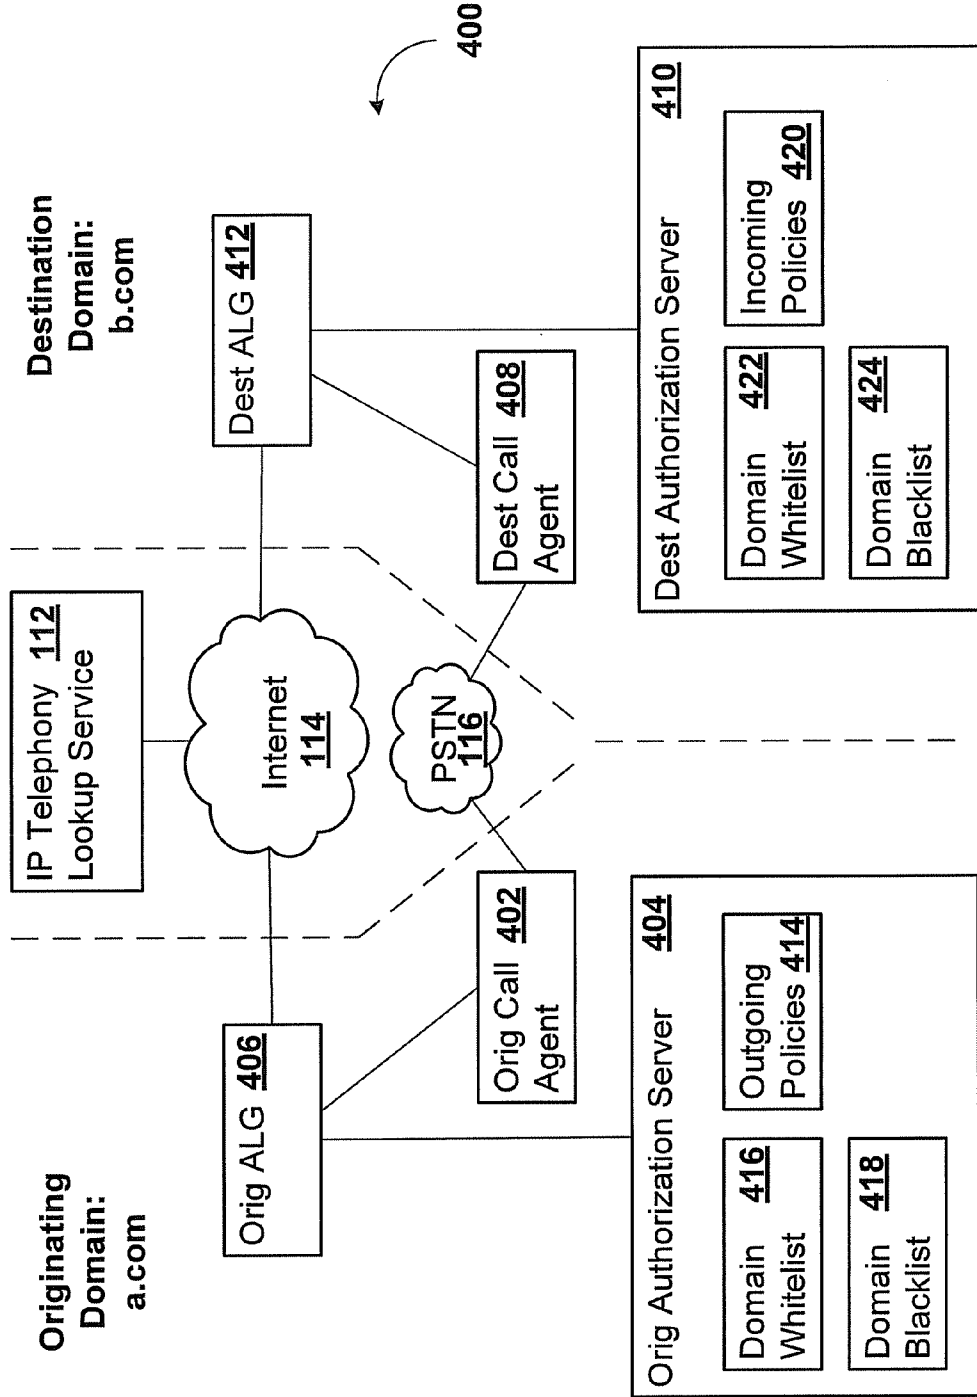 Originating
Domain:
a.com
IP Telephony 112
Lookup Service
Destination
Domain:
b.com
400
Orig ALG 406
Internet
114
Dest ALG 412
Orig Call 402
Agent
PSTN
116
Dest Call 408
Agent
Orig Authorization Server 404
Domain 416
Whitelist
Outgoing
Policies 414
Domain 418
Blacklist
Dest Authorization Server 410
Domain 422
Whitelist
Incoming
Policies 420
Domain 424
Blacklist